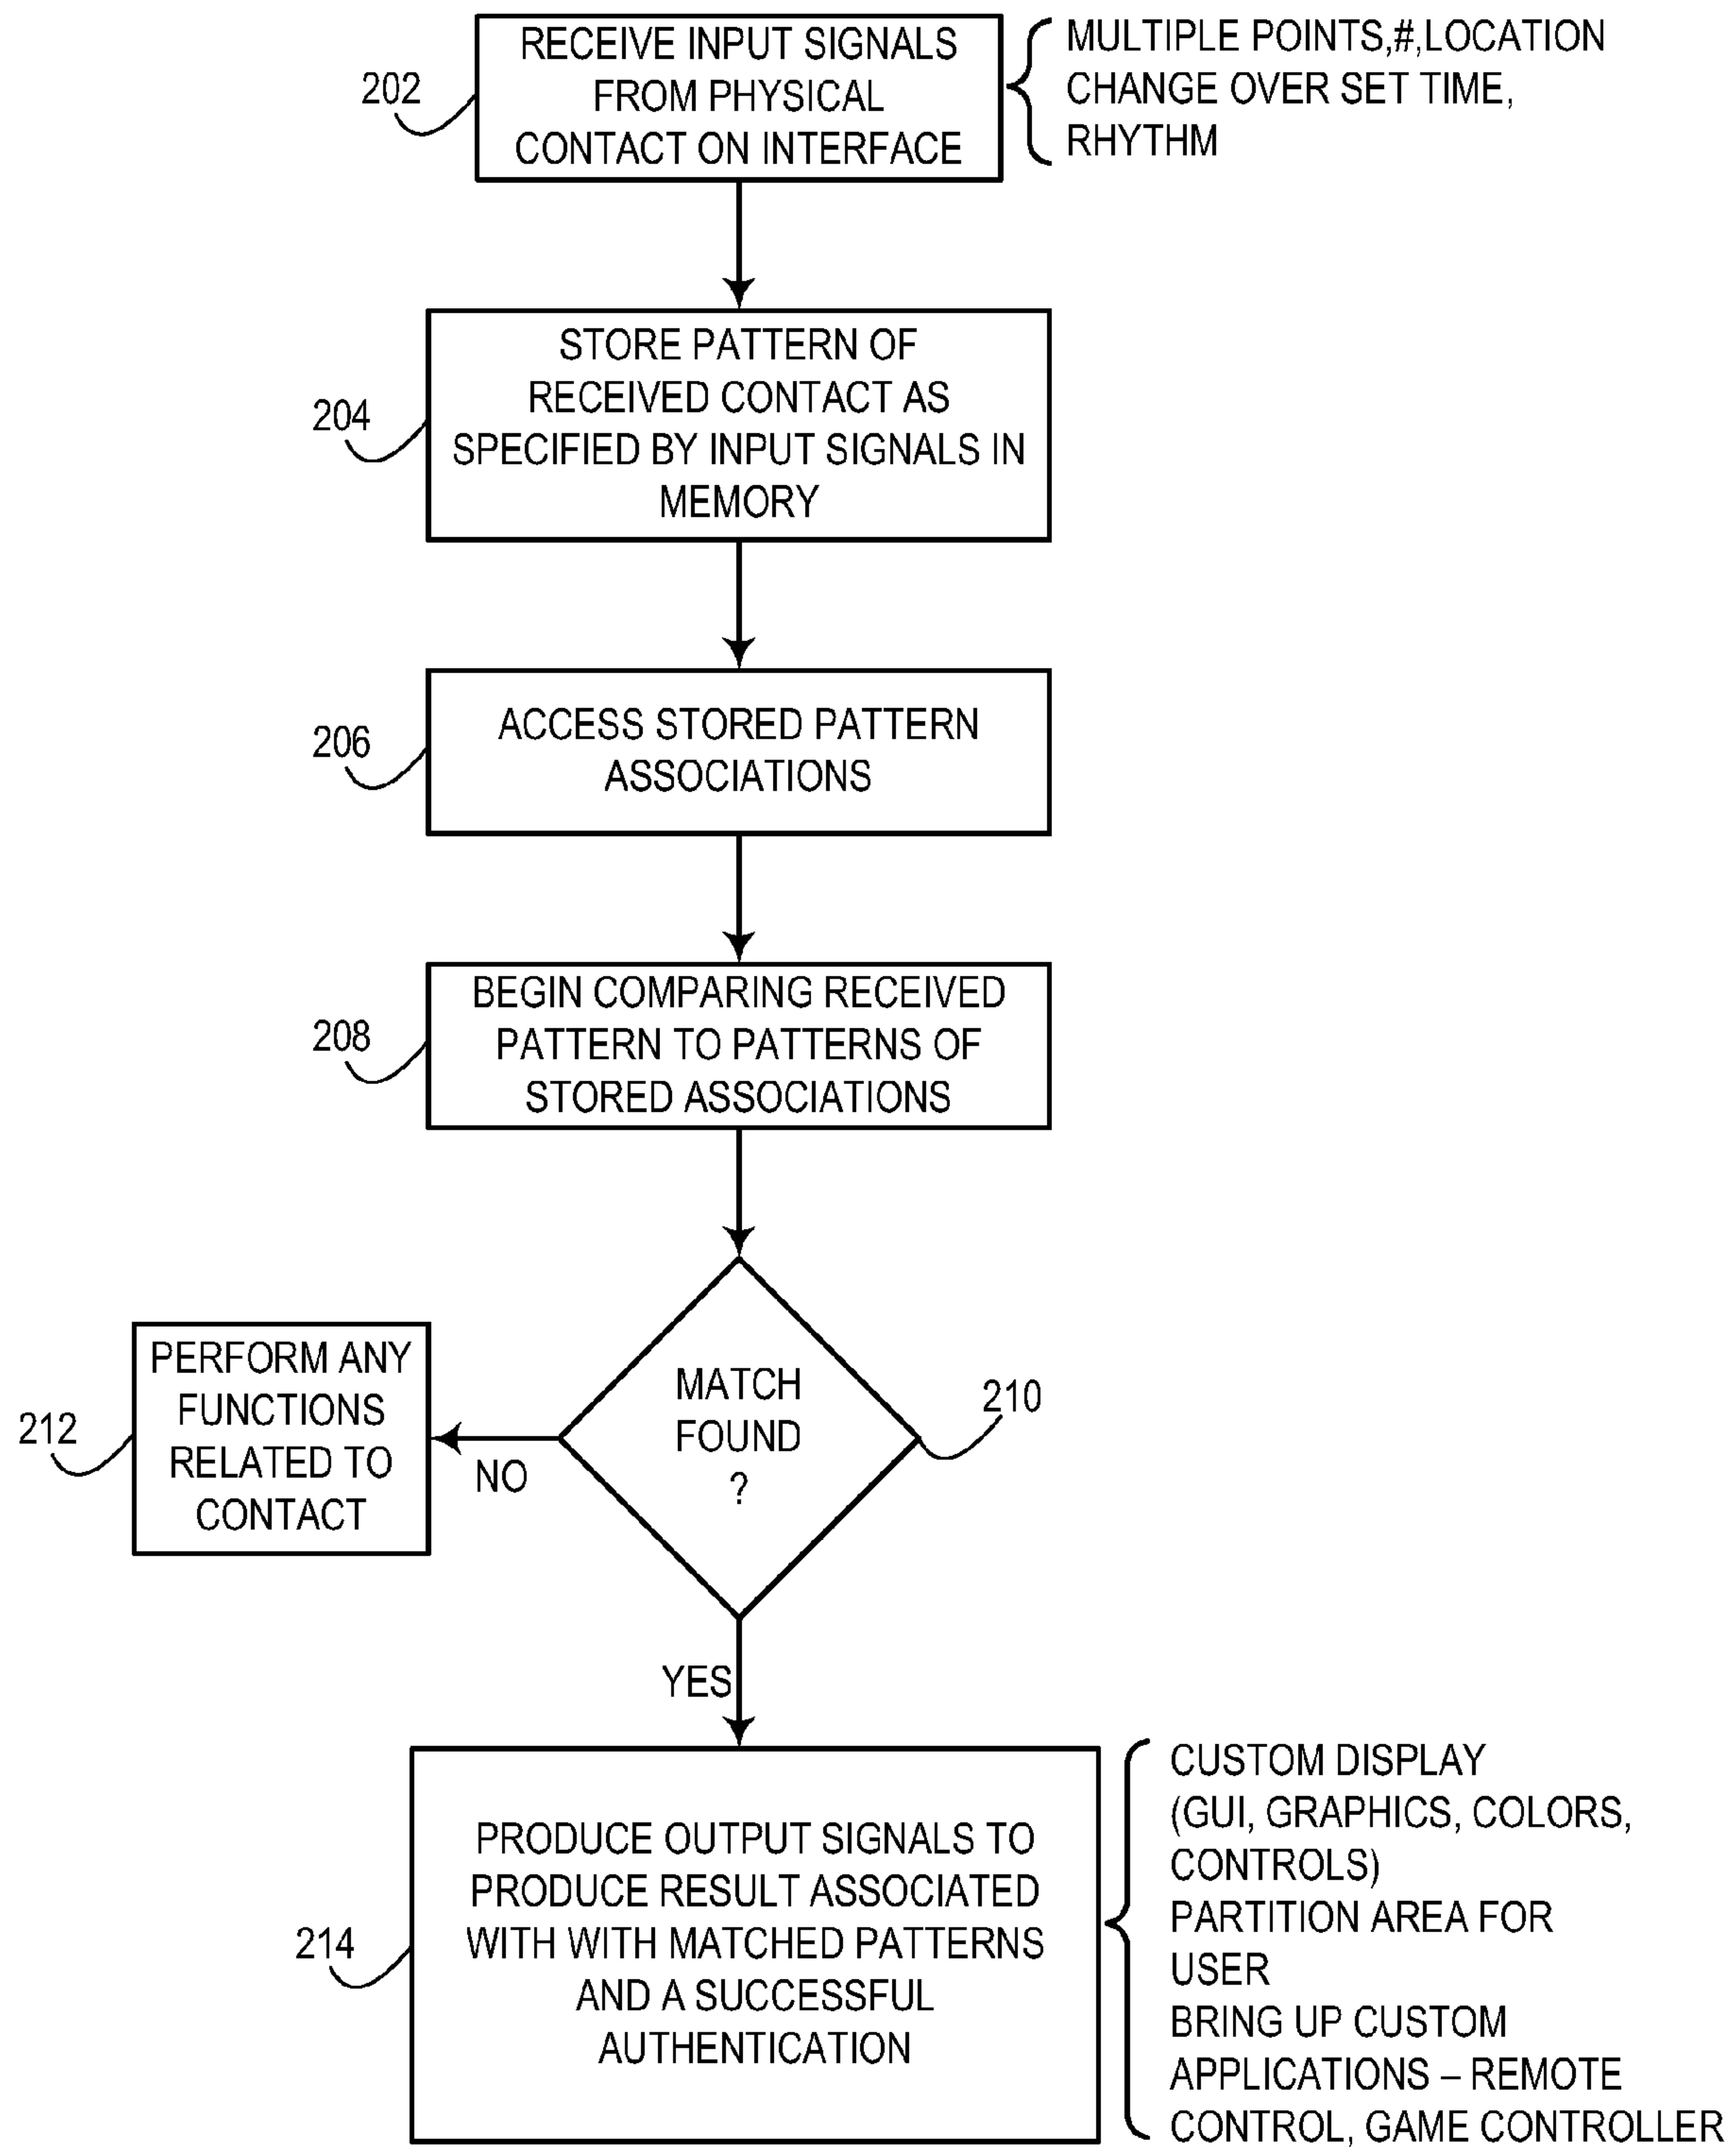 RECEIVE INPUT SIGNALS
FROM PHYSICAL
CONTACT ON INTERFACE
202
MULTIPLE POINTS,#,LOCATION
CHANGE OVER SET TIME,
RHYTHM
STORE PATTERN OF
RECEIVED CONTACT AS
SPECIFIED BY INPUT SIGNALS IN
MEMORY
204
ACCESS STORED PATTERN
ASSOCIATIONS
206
BEGIN COMPARING RECEIVED
PATTERN TO PATTERNS OF
STORED ASSOCIATIONS
208
MATCH
FOUND
?
210
NO
PERFORM ANY
FUNCTIONS
RELATED TO
CONTACT
212
YES
PRODUCE OUTPUT SIGNALS TO
PRODUCE RESULT ASSOCIATED
WITH WITH MATCHED PATTERNS
AND A SUCCESSFUL
AUTHENTICATION
214
CUSTOM DISPLAY
(GUI, GRAPHICS, COLORS,
CONTROLS)
PARTITION AREA FOR
USER
BRING UP CUSTOM
APPLICATIONS – REMOTE
CONTROL, GAME CONTROLLER